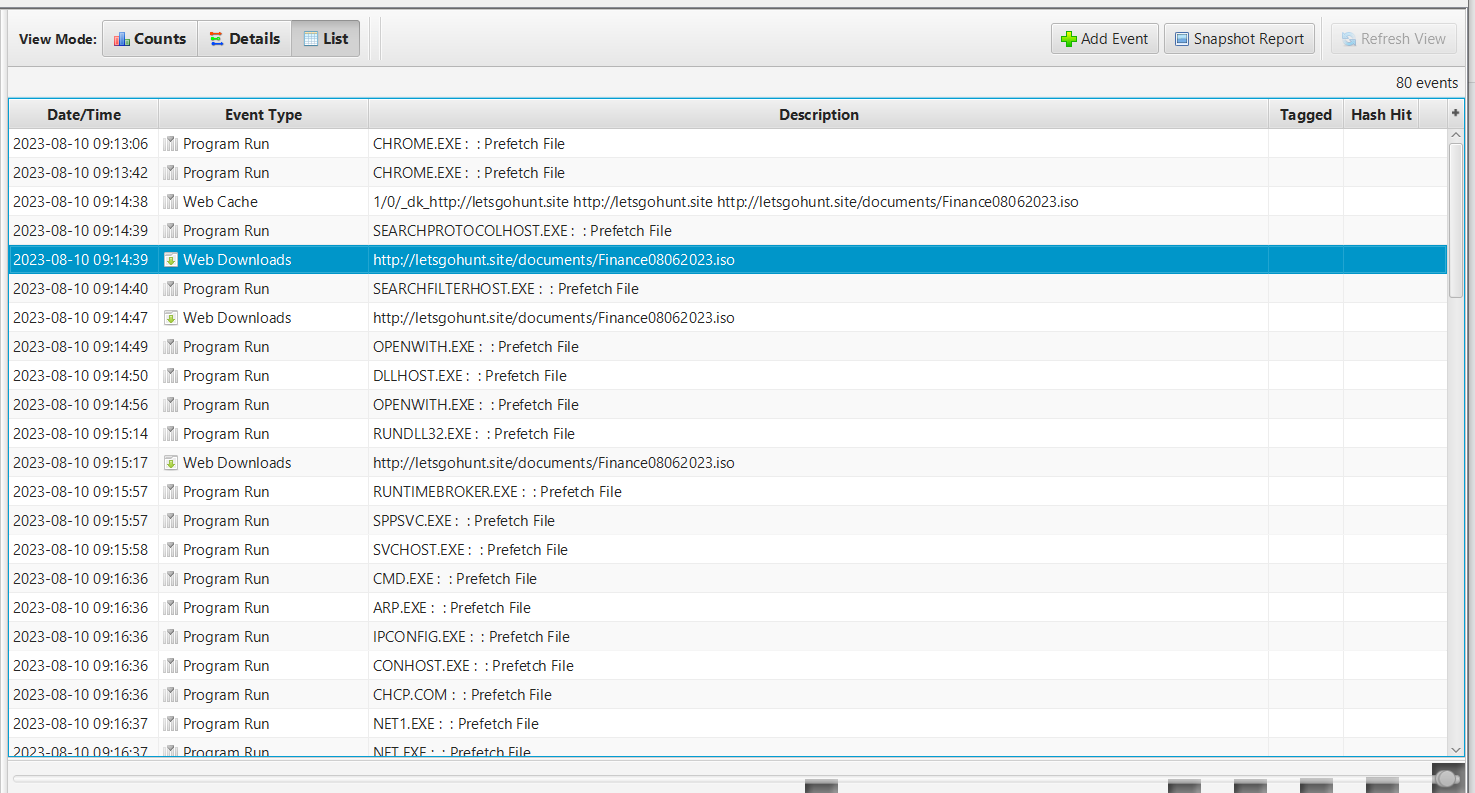 View Mode: Counts Details List Add Event Snapshot Report Refresh View
80 events
Date/Time Event Type Description Tagged Hash Hit +
2023-08-10 09:13:06 Program Run CHROME.EXE : : Prefetch File
2023-08-10 09:13:42 Program Run CHROME.EXE : : Prefetch File
2023-08-10 09:14:38 Web Cache 1/0/_dk_http://letsgohunt.site http://letsgohunt.site http://letsgohunt.site/documents/Finance08062023.iso
2023-08-10 09:14:39 Program Run SEARCHPROTOCOLHOST.EXE : : Prefetch File
2023-08-10 09:14:39 Web Downloads http://letsgohunt.site/documents/Finance08062023.iso
2023-08-10 09:14:40 Program Run SEARCHFILTERHOST.EXE : : Prefetch File
2023-08-10 09:14:47 Web Downloads http://letsgohunt.site/documents/Finance08062023.iso
2023-08-10 09:14:49 Program Run OPENWITH.EXE : : Prefetch File
2023-08-10 09:14:50 Program Run DLLHOST.EXE : : Prefetch File
2023-08-10 09:14:56 Program Run OPENWITH.EXE : : Prefetch File
2023-08-10 09:15:14 Program Run RUNDLL32.EXE : : Prefetch File
2023-08-10 09:15:17 Web Downloads http://letsgohunt.site/documents/Finance08062023.iso
2023-08-10 09:15:57 Program Run RUNTIMEBROKER.EXE : : Prefetch File
2023-08-10 09:15:57 Program Run SPPSVC.EXE : : Prefetch File
2023-08-10 09:15:58 Program Run SVCHOST.EXE : : Prefetch File
2023-08-10 09:16:36 Program Run CMD.EXE : : Prefetch File
2023-08-10 09:16:36 Program Run ARP.EXE : : Prefetch File
2023-08-10 09:16:36 Program Run IPCONFIG.EXE : : Prefetch File
2023-08-10 09:16:36 Program Run CONHOST.EXE : : Prefetch File
2023-08-10 09:16:36 Program Run CHCP.COM : : Prefetch File
2023-08-10 09:16:37 Program Run NET1.EXE : : Prefetch File
2023-08-10 09:16:37 Program Run NET.EXE : : Prefetch File